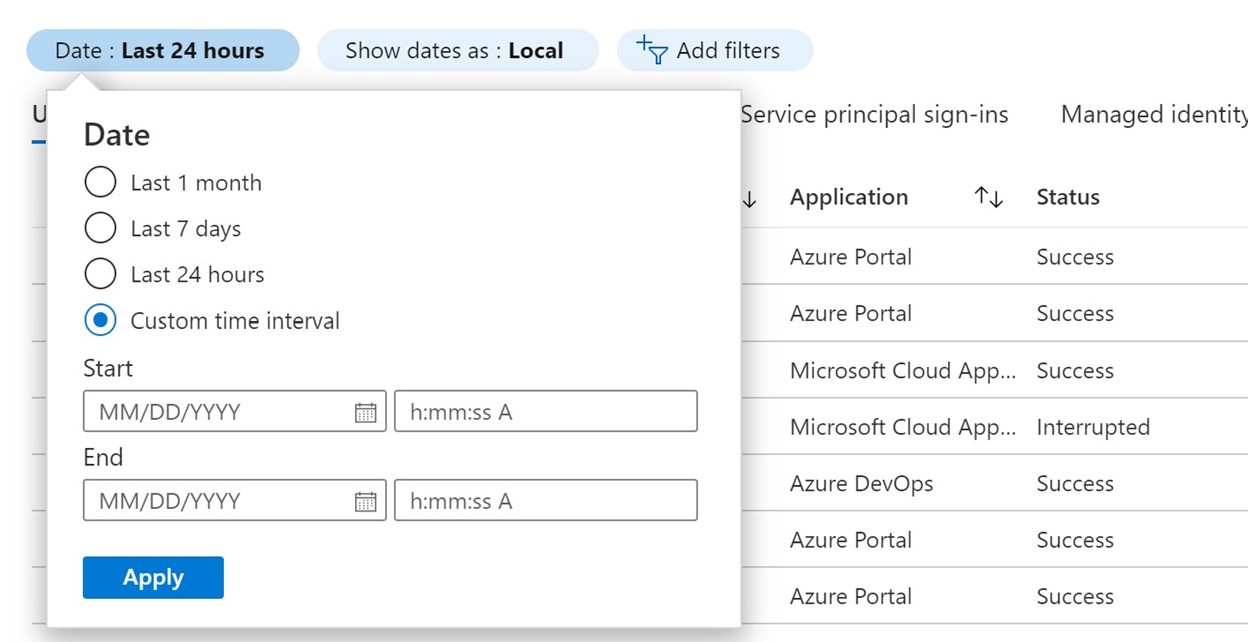 Date : Last 24 hours
Show dates as : Local
Add filters
U
Service principal sign-ins
Managed identity
Date
Last 1 month
Last 7 days
Last 24 hours
Custom time interval
Start
MM/DD/YYYY
h:mm:ss A
End
MM/DD/YYYY
h:mm:ss A
Apply
Application
Status
Azure Portal
Success
Azure Portal
Success
Microsoft Cloud App...
Success
Microsoft Cloud App...
Interrupted
Azure DevOps
Success
Azure Portal
Success
Azure Portal
Success